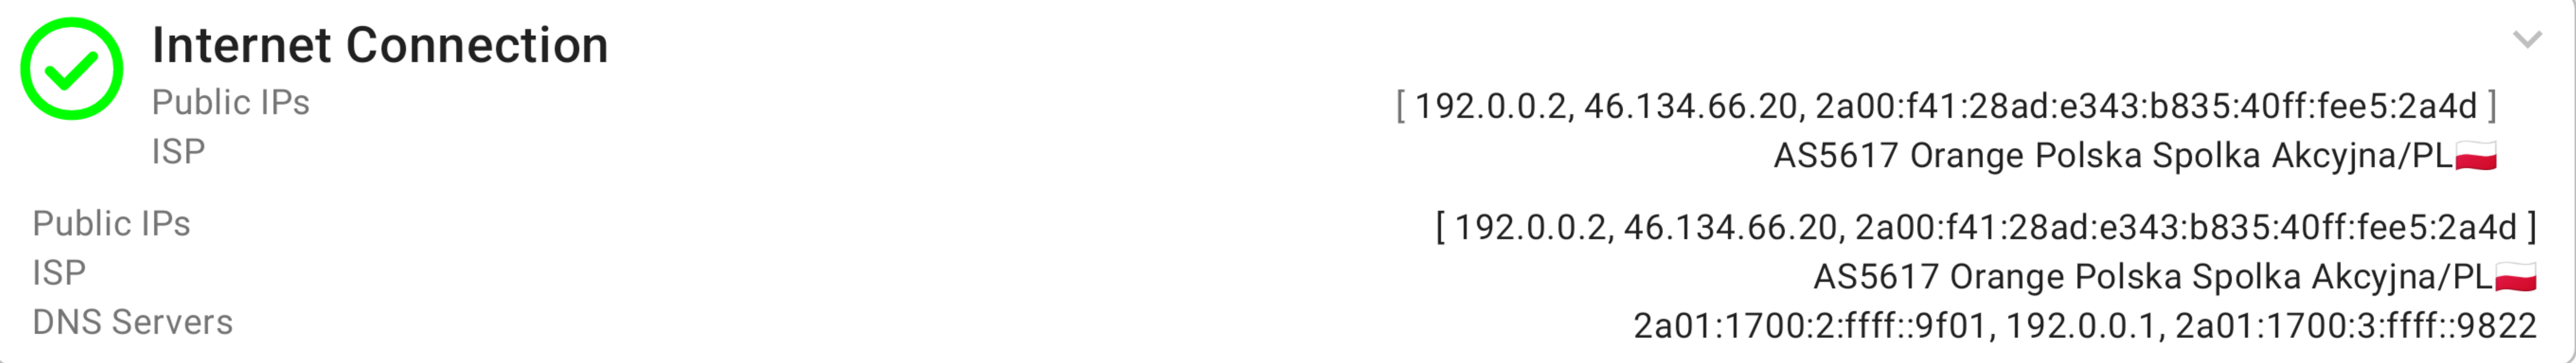 Internet Connection
Public IPs [ 192.0.0.2, 46.134.66.20, 2a00:f41:28ad:e343:b835:40ff:fee5:2a4d ]
ISP AS5617 Orange Polska Spolka Akcyjna/PL🇵🇱
Public IPs [ 192.0.0.2, 46.134.66.20, 2a00:f41:28ad:e343:b835:40ff:fee5:2a4d ]
ISP AS5617 Orange Polska Spolka Akcyjna/PL🇵🇱
DNS Servers 2a01:1700:2:ffff::9f01, 192.0.0.1, 2a01:1700:3:ffff::9822